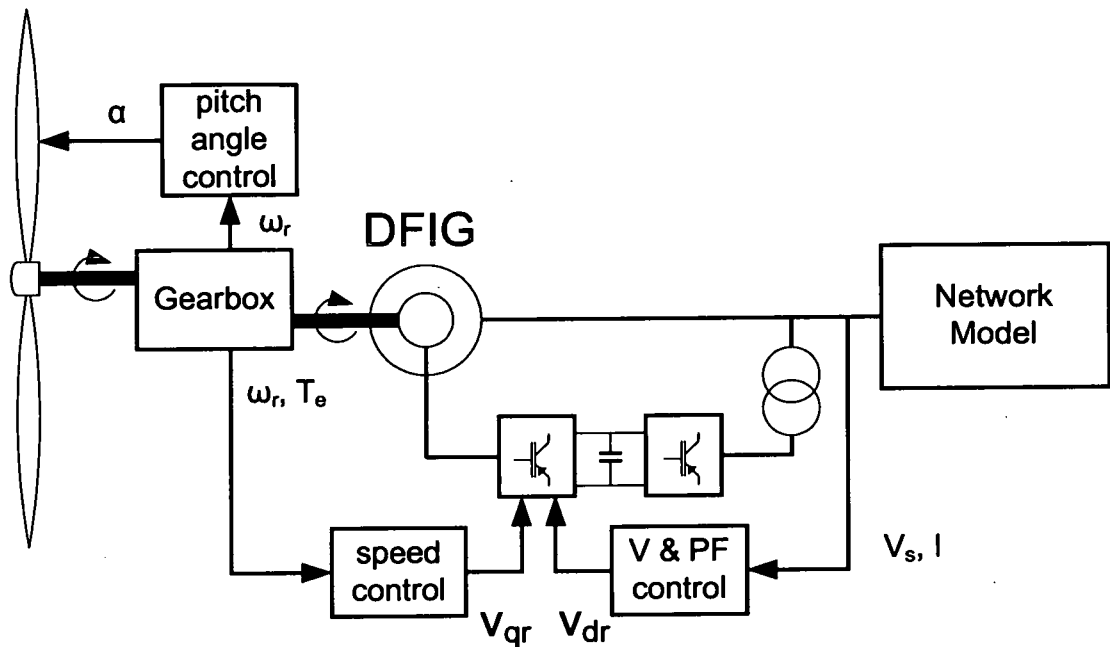 pitch
angle
control
α
ωr
DFIG
Gearbox
Network
Model
ωr, Te
speed
control
V & PF
control
Vs, I
Vqr
Vdr